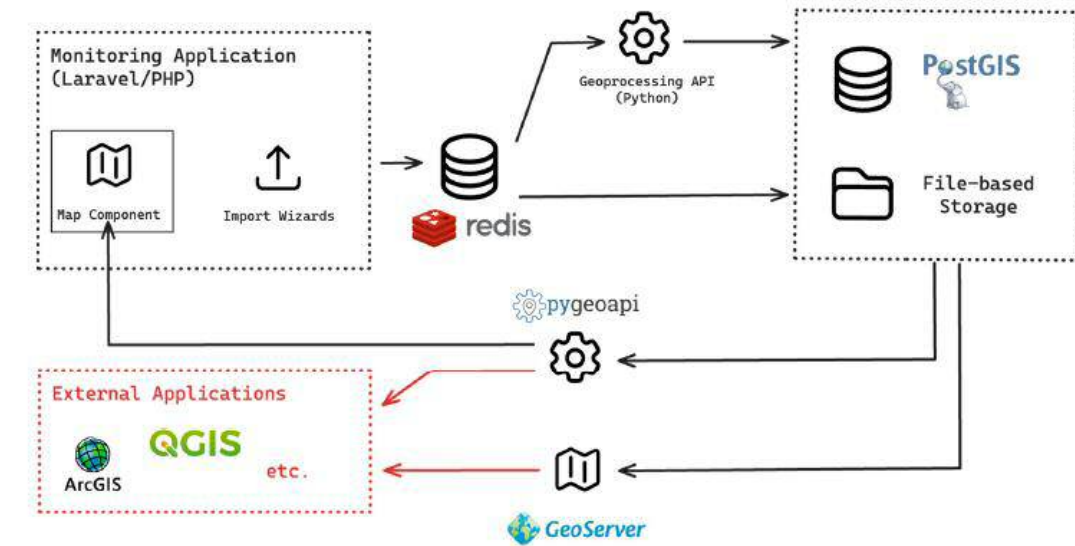 Monitoring Application
(Laravel/PHP)
Map Component
Import Wizards
redis
Geoprocessing API
(Python)
PostGIS
File-based
Storage
pygeoapi
External Applications
ArcGIS
QGIS
etc.
GeoServer